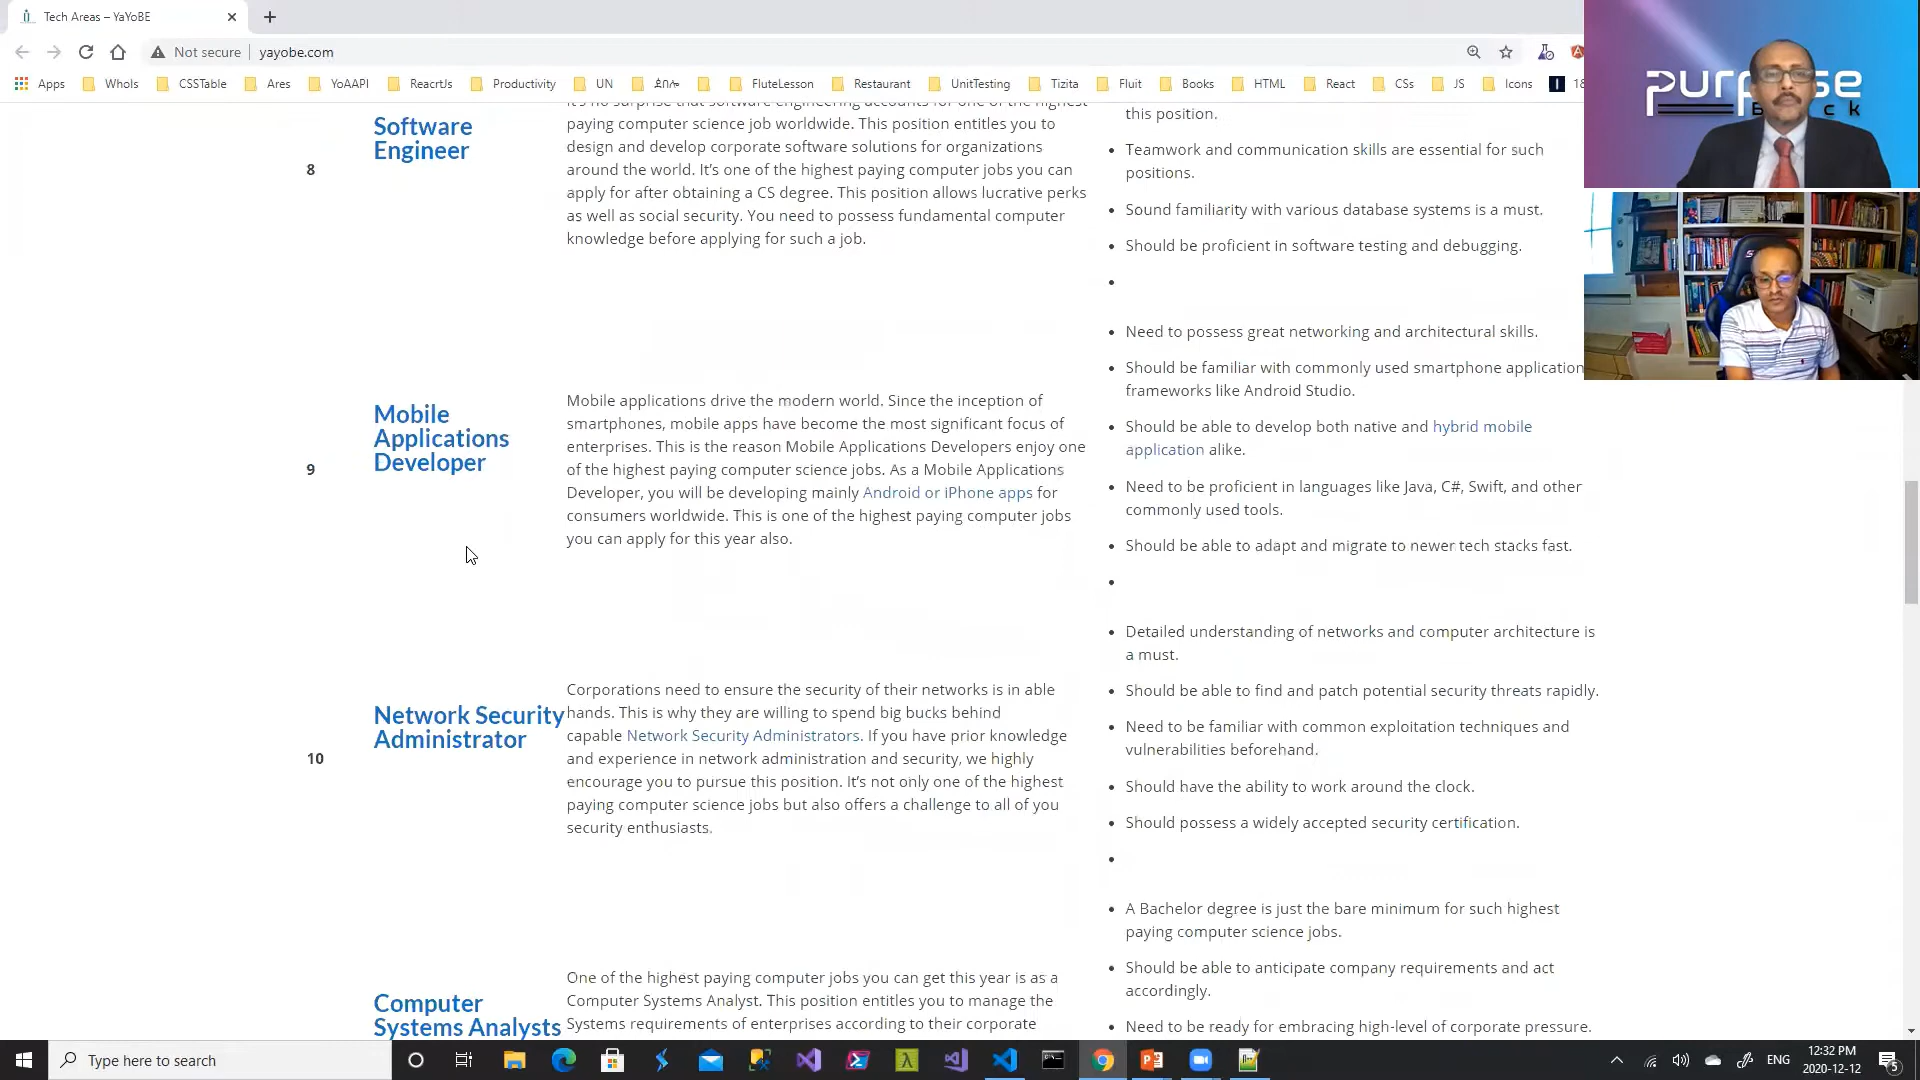 Tech Areas – YaYoBE
Not secure
yayobe.com
Apps
WhoIs
CSSTable
Ares
YoAAPI
ReacrtJs
Productivity
UN
FluteLesson
Restaurant
UnitTesting
Tizita
Fluit
Books
HTML
React
CSs
JS
Icons
It's no surprise that software engineering accounts for one of the highest
8
Software
Engineer
paying computer science job worldwide. This position entitles you to
design and develop corporate software solutions for organizations
around the world. It's one of the highest paying computer jobs you can
apply for after obtaining a CS degree. This position allows lucrative perks
as well as social security. You need to possess fundamental computer
knowledge before applying for such a job.
this position.
• Teamwork and communication skills are essential for such
positions.
• Sound familiarity with various database systems is a must.
• Should be proficient in software testing and debugging.
•
9
Mobile
Applications
Developer
Mobile applications drive the modern world. Since the inception of
smartphones, mobile apps have become the most significant focus of
enterprises. This is the reason Mobile Applications Developers enjoy one
of the highest paying computer science jobs. As a Mobile Applications
Developer, you will be developing mainly Android or iPhone apps for
consumers worldwide. This is one of the highest paying computer jobs
you can apply for this year also.
• Need to possess great networking and architectural skills.
• Should be familiar with commonly used smartphone application
frameworks like Android Studio.
• Should be able to develop both native and hybrid mobile
application alike.
• Need to be proficient in languages like Java, C#, Swift, and other
commonly used tools.
• Should be able to adapt and migrate to newer tech stacks fast.
•
10
Network Security
Administrator
Corporations need to ensure the security of their networks is in able
hands. This is why they are willing to spend big bucks behind
capable Network Security Administrators. If you have prior knowledge
and experience in network administration and security, we highly
encourage you to pursue this position. It's not only one of the highest
paying computer science jobs but also offers a challenge to all of you
security enthusiasts.
• Detailed understanding of networks and computer architecture is
a must.
• Should be able to find and patch potential security threats rapidly.
• Need to be familiar with common exploitation techniques and
vulnerabilities beforehand.
• Should have the ability to work around the clock.
• Should possess a widely accepted security certification.
•
Computer
Systems Analysts
One of the highest paying computer jobs you can get this year is as a
Computer Systems Analyst. This position entitles you to manage the
Systems requirements of enterprises according to their corporate
• A Bachelor degree is just the bare minimum for such highest
paying computer science jobs.
• Should be able to anticipate company requirements and act
accordingly.
• Need to be ready for embracing high-level of corporate pressure.
Type here to search
ENG
12:32 PM
2020-12-12
5